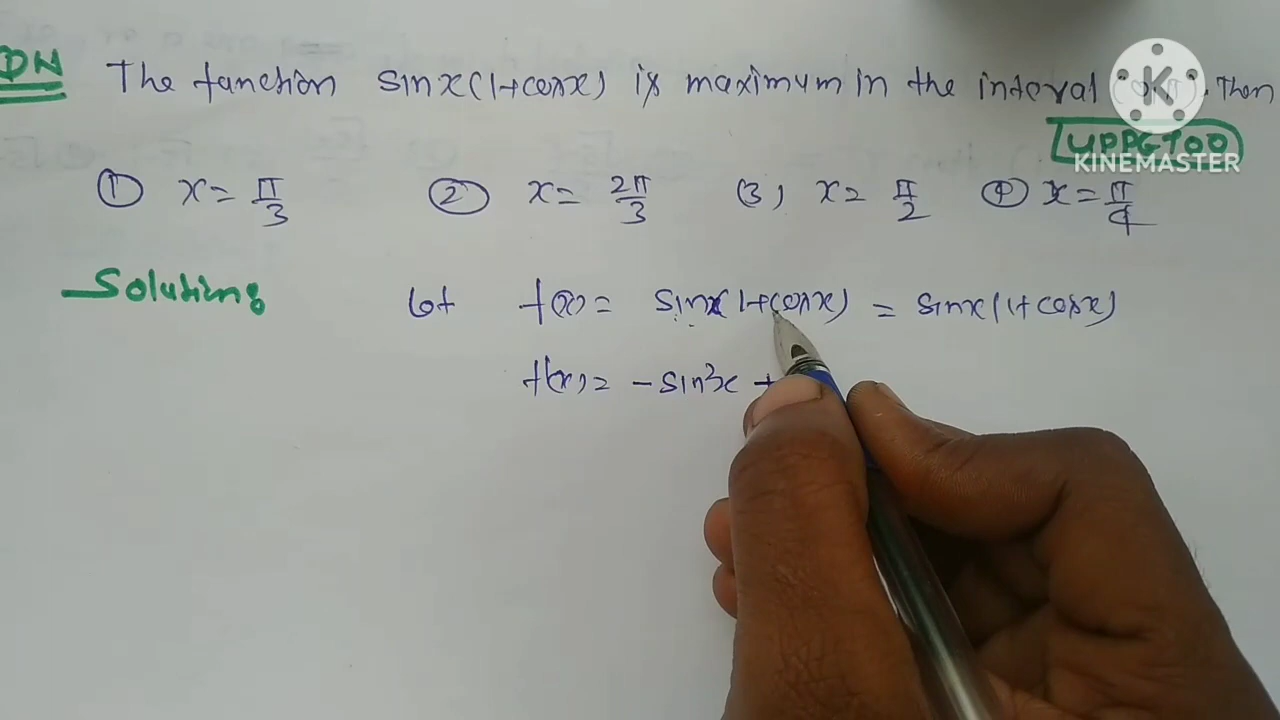 DN The function sinx(1+cosx) is maximum in the interval Then
UPPGT00
KINEMASTER
① x = π/3 ② x = 2π/3 (3) x = π/2 ④ x = π/4
Solution: Let f(x) = sinx(1+cosx) = sinx(1+cosx)
f'(x) = - sin²x +